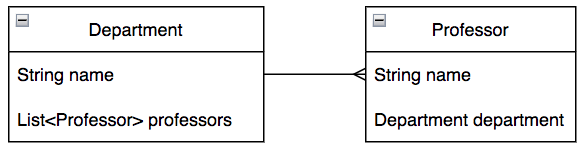 Department
String name
List<Professor> professors
Professor
String name
Department department